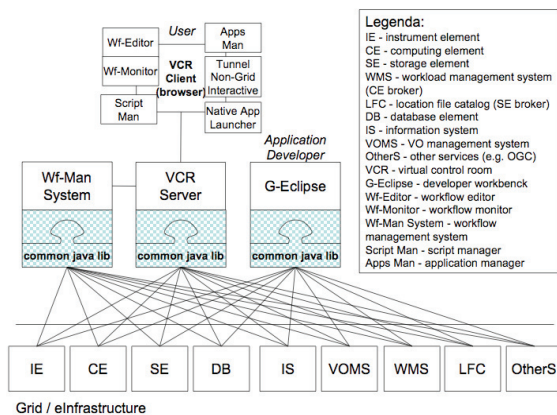 User
Wf-Editor
Wf-Monitor
Script
Man
VCR
Client
(browser)
Apps
Man
Tunnel
Non-Grid
Interactive
Native App
Launcher
Application
Developer
Wf-Man
System
VCR
Server
G-Eclipse
common java lib
common java lib
common java lib
IE
CE
SE
DB
IS
VOMS
WMS
LFC
OtherS
Grid / eInfrastructure
Legenda:
IE - instrument element
CE - computing element
SE - storage element
WMS - workload management system
(CE broker)
LFC - location file catalog (SE broker)
DB - database element
IS - information system
VOMS - VO management system
OtherS - other services (e.g. OGC)
VCR - virtual control room
G-Eclipse - developer workbenck
Wf-Editor - workflow editor
Wf-Monitor - workflow monitor
Wf-Man System - workflow
management system
Script Man - script manager
Apps Man - application manager